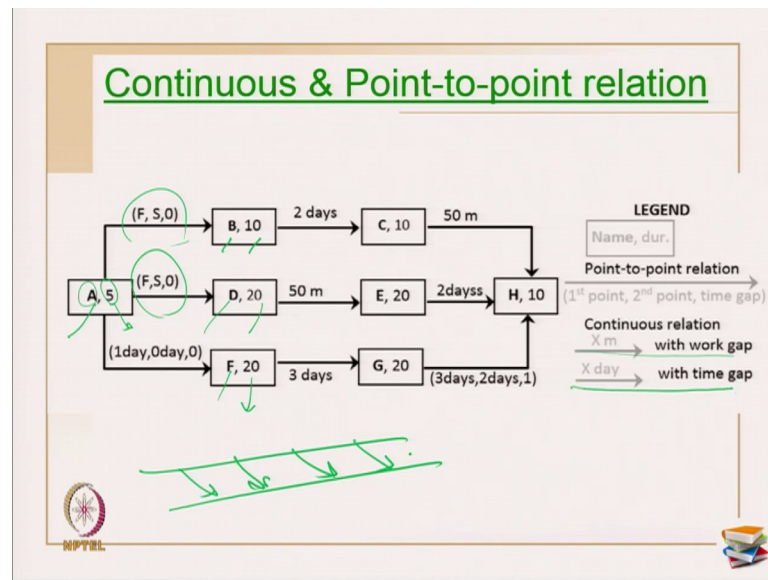 Continuous & Point-to-point relation
(F, S,0)
B, 10
2 days
C, 10
50 m
A, 5
(F,S,0)
D, 20
50 m
E, 20
2dayss
H, 10
(1day,0day,0)
F, 20
3 days
G, 20
(3days,2days,1)
LEGEND
Name, dur.
Point-to-point relation
(1st point, 2nd point, time gap)
Continuous relation
X m with work gap
X day with time gap
NPTEL